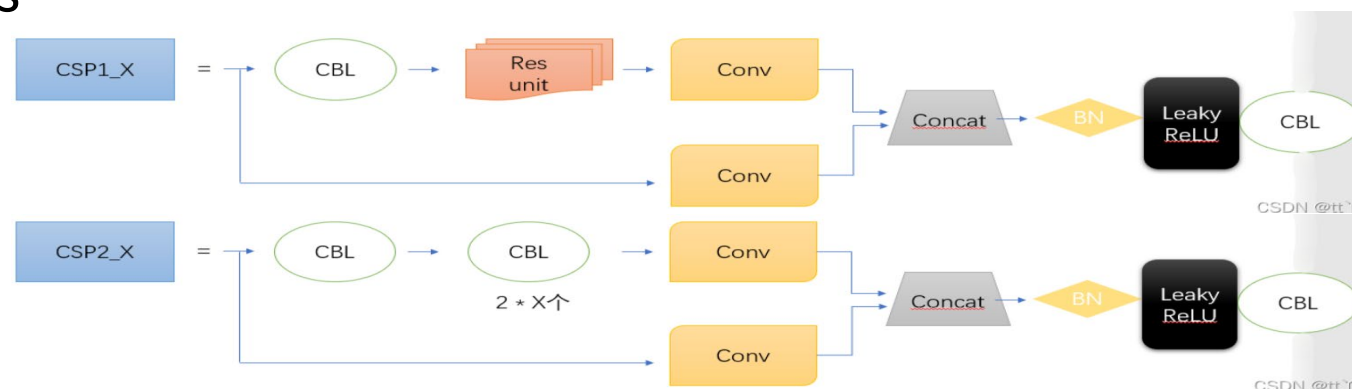 CSP1_X
=
CBL
Res
unit
Conv
Concat
BN
Leaky
ReLU
CBL
Conv
CSDN @tt
CSP2_X
=
CBL
CBL
2 * X个
Conv
Concat
BN
Leaky
ReLU
CBL
Conv
CSDN @tt